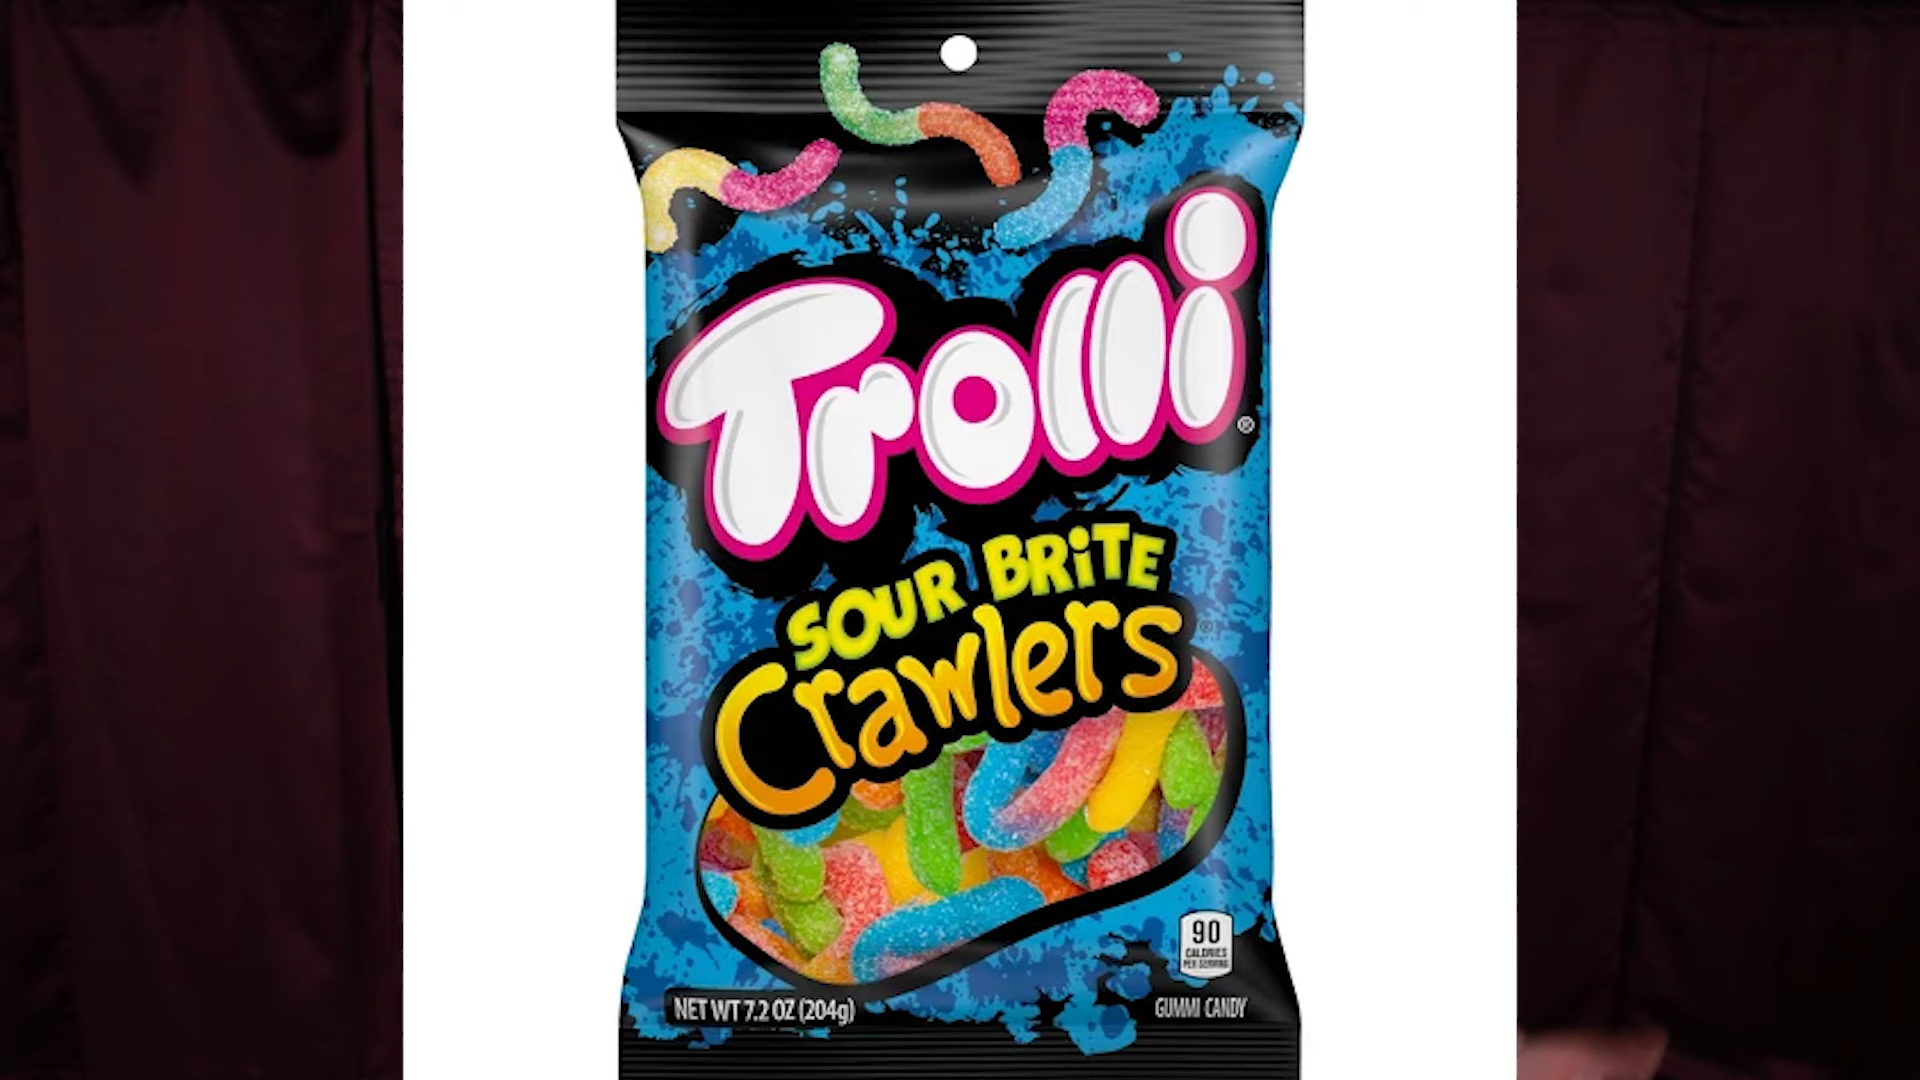 Trolli®
SOUR BRiTE
Crawlers®
90
CALORIES
PER SERVING
NET WT 7.2 OZ (204g)
GUMMI CANDY